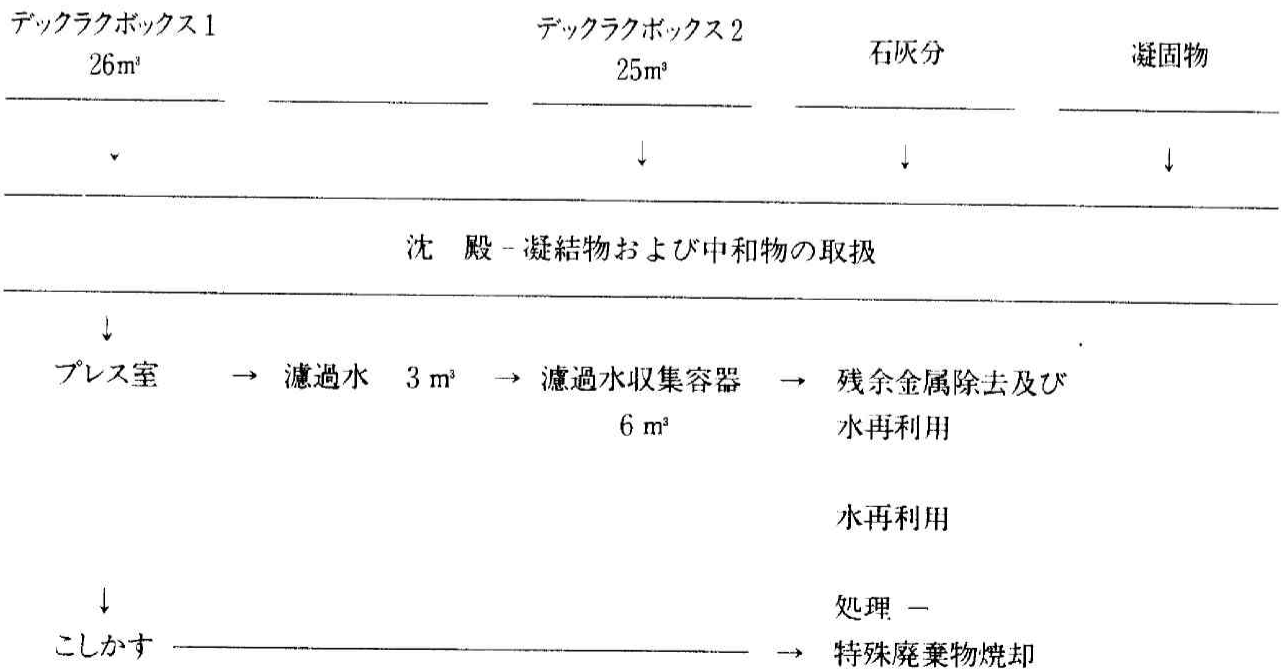 デックラクボックス1 デックラクボックス2 石灰分 凝固物
26m³ 25m³
↓ ↓ ↓ ↓
沈 殿 - 凝結物および中和物の取扱
↓
プレス室 → 濾過水 3 m³ → 濾過水収集容器 → 残余金属除去及び
6 m³ 水再利用
水再利用
↓ 処理 −
こしかす → 特殊廃棄物焼却